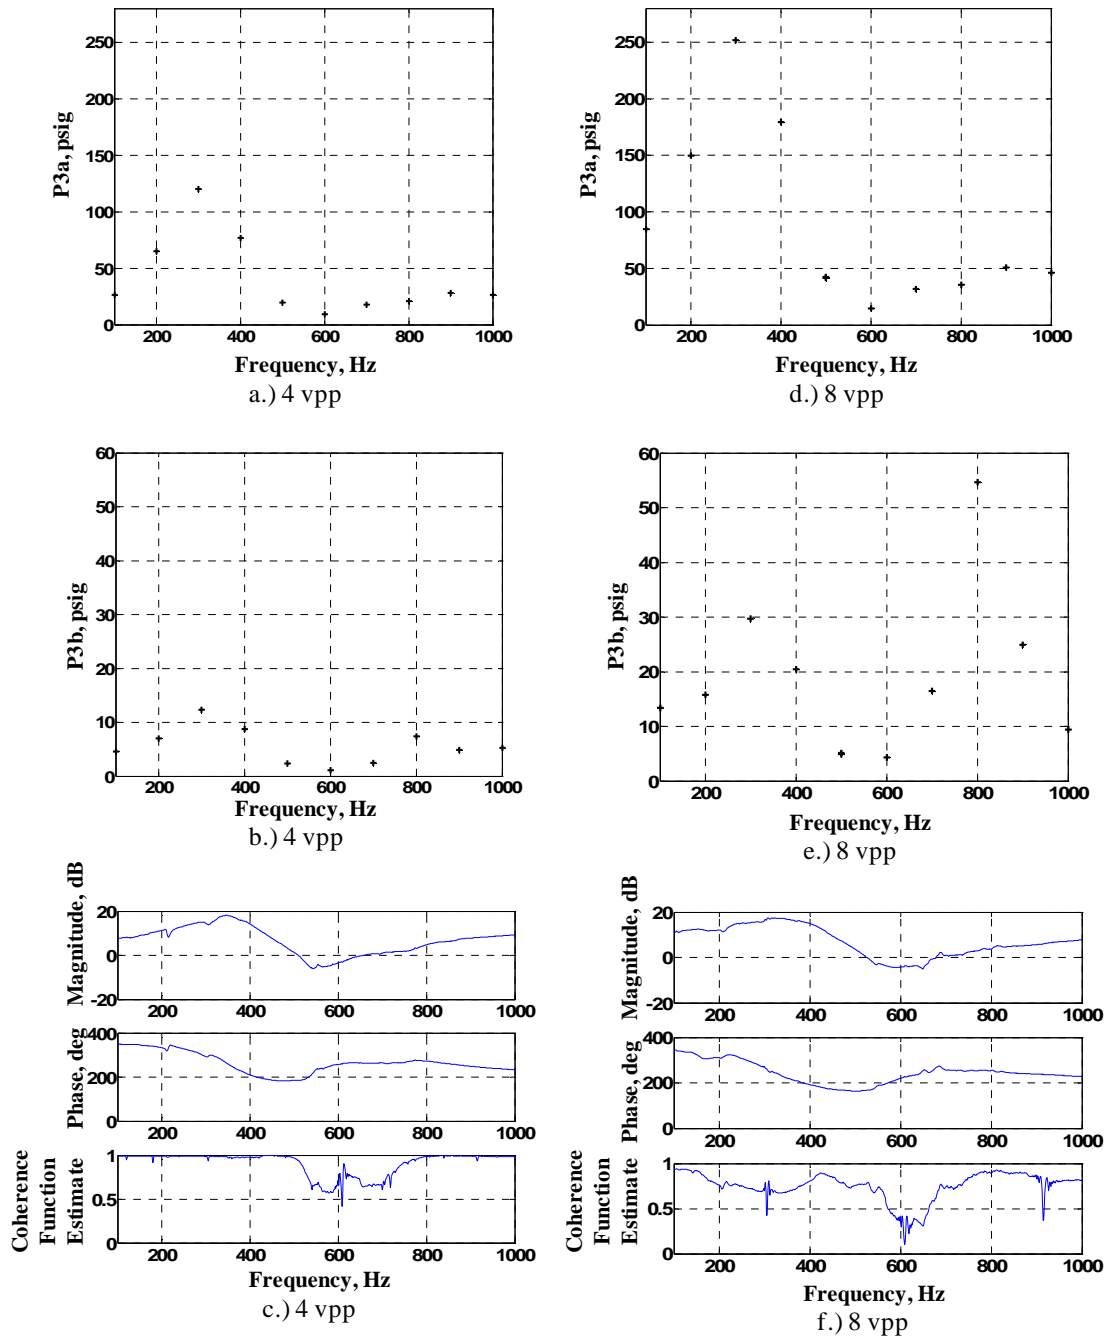 250
200
150
100
50
0
P3a, psig
200 400 600 800 1000
Frequency, Hz
a.) 4 vpp
250
200
150
100
50
0
P3a, psig
200 400 600 800 1000
Frequency, Hz
d.) 8 vpp
60
50
40
30
20
10
0
P3b, psig
200 400 600 800 1000
Frequency, Hz
b.) 4 vpp
60
50
40
30
20
10
0
P3b, psig
200 400 600 800 1000
Frequency, Hz
e.) 8 vpp
Magnitude, dB
20
0
-20
200 400 600 800 1000
Phase, deg
400
200
0
200 400 600 800 1000
Coherence
Function
Estimate
1
0.5
0
200 400 600 800 1000
Frequency, Hz
c.) 4 vpp
Magnitude, dB
20
0
-20
200 400 600 800 1000
Phase, deg
400
200
0
200 400 600 800 1000
Coherence
Function
Estimate
1
0.5
0
200 400 600 800 1000
Frequency, Hz
f.) 8 vpp